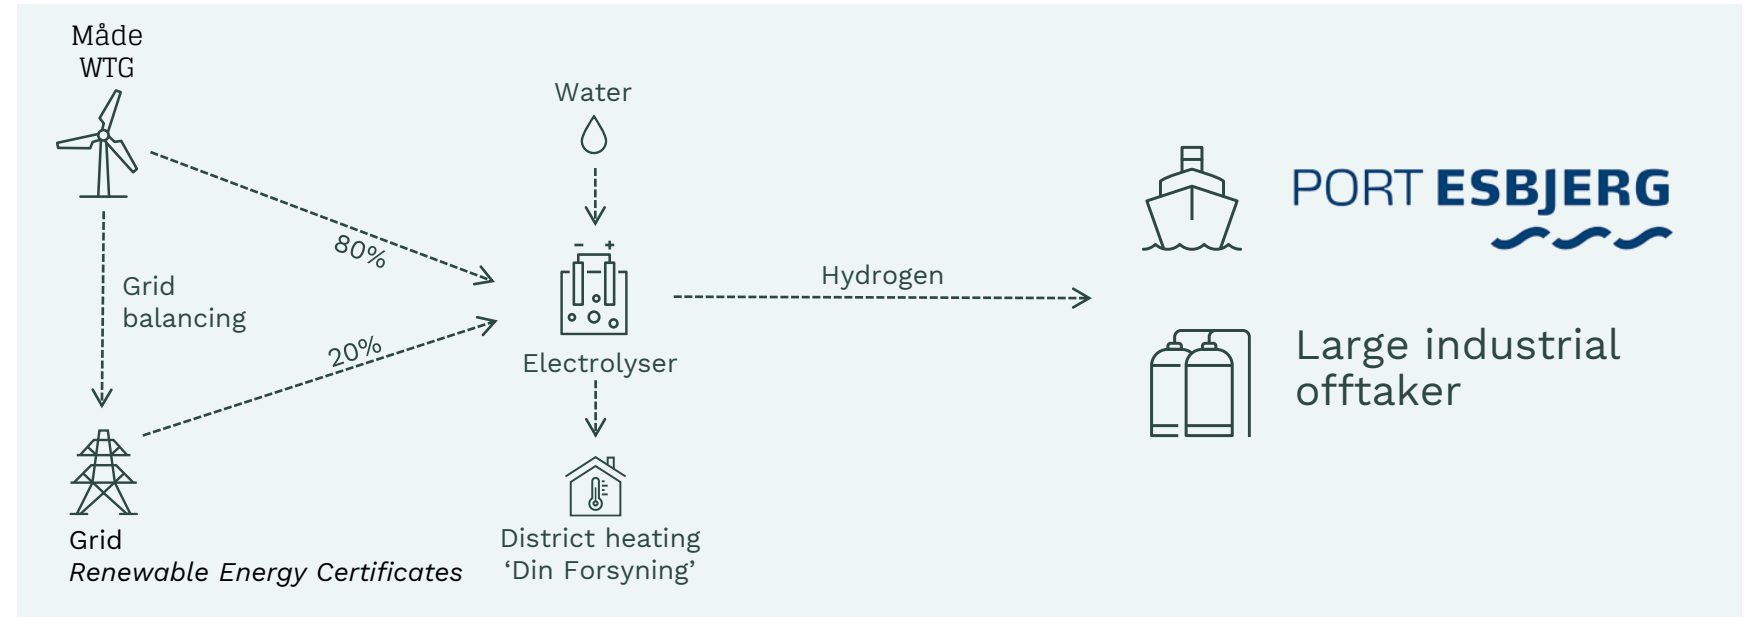 Måde
WTG
Water
80%
Grid
balancing
20%
- +
Electrolyser
Hydrogen
PORT ESBJERG
Large industrial
offtaker
Grid
Renewable Energy Certificates
District heating
‘Din Forsyning’